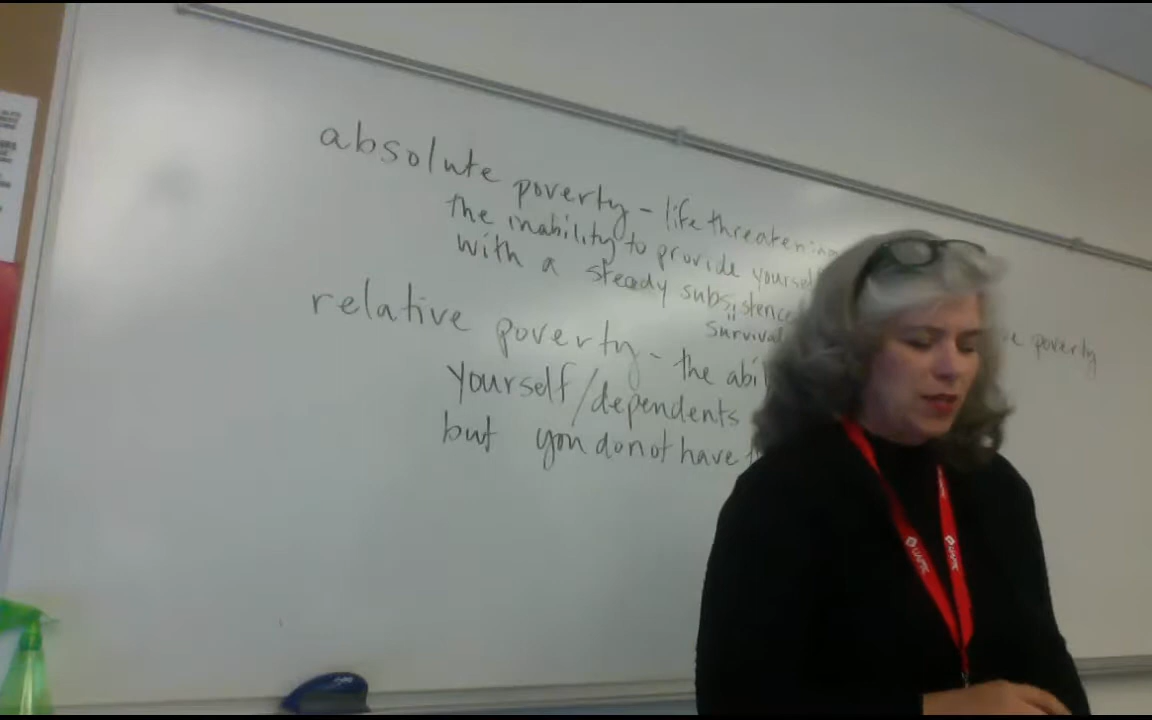 absolute poverty - life threatening
the inability to provide yourself
with a steady subsistence
"
survival
relative poverty - the
poverty
yourself/dependents
but you do not have